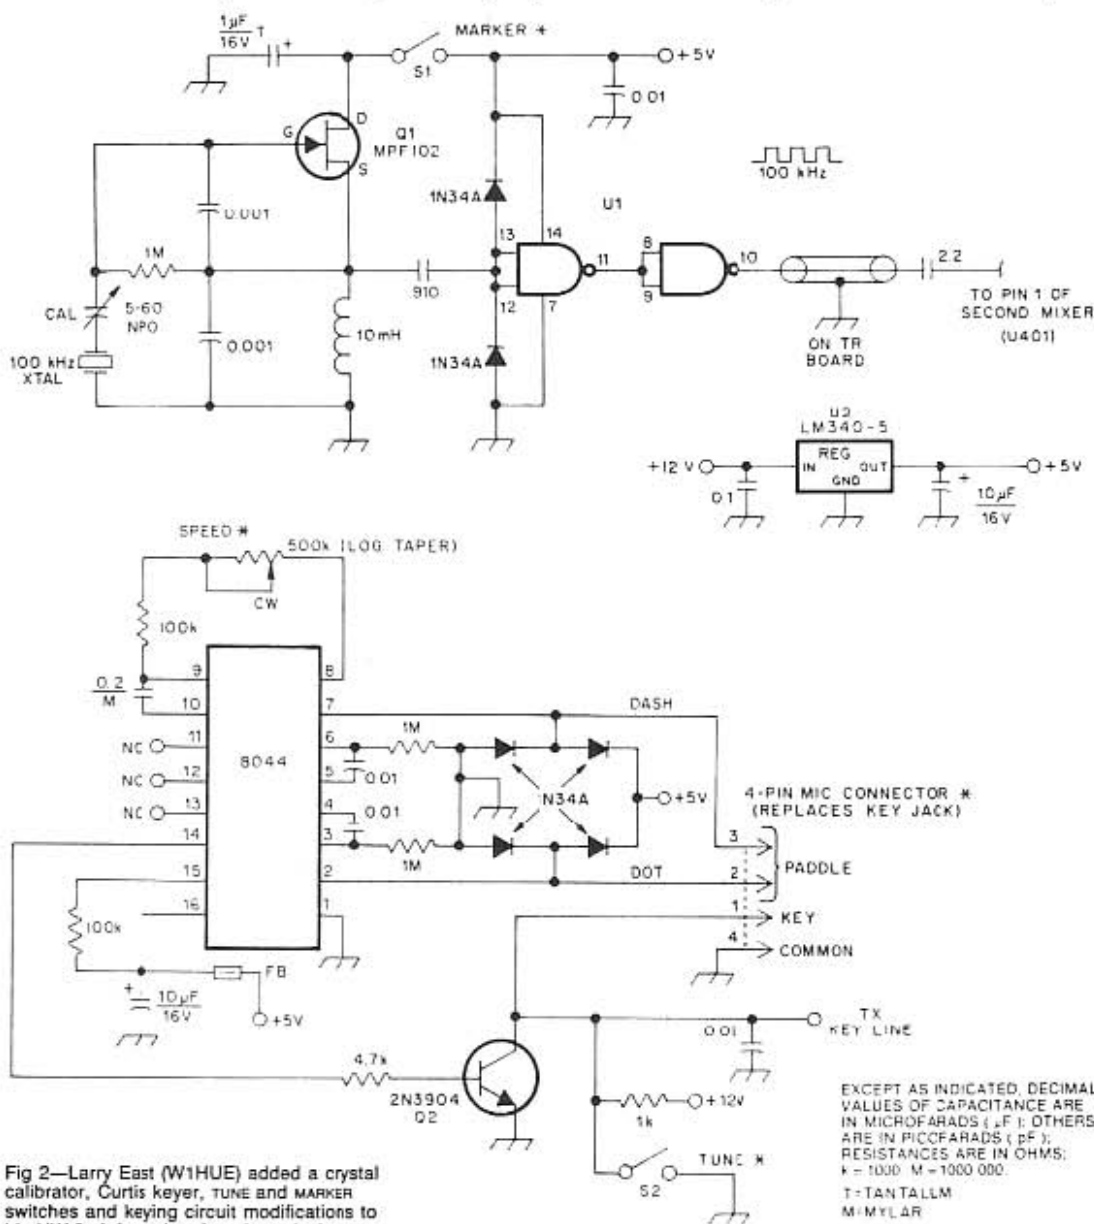 1µF
16V
T
+
MARKER *
S1
+5V
0.01
D
G
Q1
MPF102
S
100 kHz
1N34A
U1
0.001
1M
13
14
11
8
10
2.2
910
12
7
9
CAL
5-60
NPO
0.001
10mH
1N34A
100 kHz
XTAL
ON TR
BOARD
TO PIN 1 OF
SECOND MIXER
(U401)
U2
LM340-5
REG
IN OUT
GND
+12 V
+5V
0.1
+
10µF
16V
SPEED *
500k (LOG TAPER)
CW
100k
0.2
M
9
8
10
7
DASH
NC
11
6
1M
NC
12
8044
5
0.01
NC
13
4
0.01
14
3
1M
N34A
+5V
4-PIN MIC CONNECTOR *
(REPLACES KEY JACK)
3
PADDLE
2
15
2
DOT
16
1
1
KEY
4
COMMON
100k
FB
+
10µF
16V
+5V
TX
KEY LINE
0.01
4.7k
2N3904
Q2
+12V
1k
TUNE *
S2
EXCEPT AS INDICATED, DECIMAL
VALUES OF CAPACITANCE ARE
IN MICROFARADS (µF); OTHERS
ARE IN PICOFARADS (pF);
RESISTANCES ARE IN OHMS;
k = 1000 M = 1000 000.
T = TANTALUM
M = MYLAR
Fig 2—Larry East (W1HUE) added a crystal
calibrator, Curtis keyer, TUNE and MARKER
switches and keying circuit modifications to